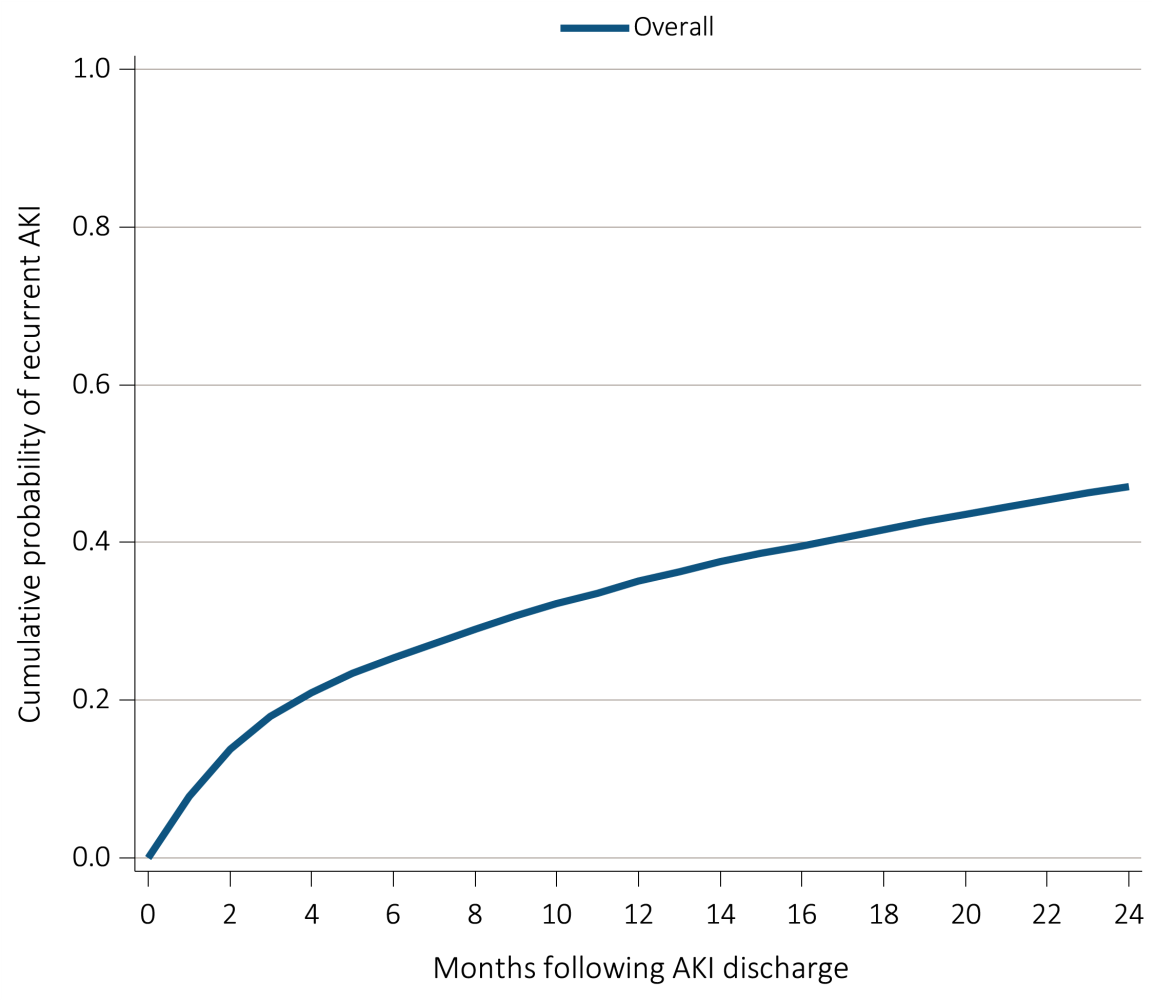 Overall
Cumulative probability of recurrent AKI
1.0
0.8
0.6
0.4
0.2
0.0
0 2 4 6 8 10 12 14 16 18 20 22 24
Months following AKI discharge